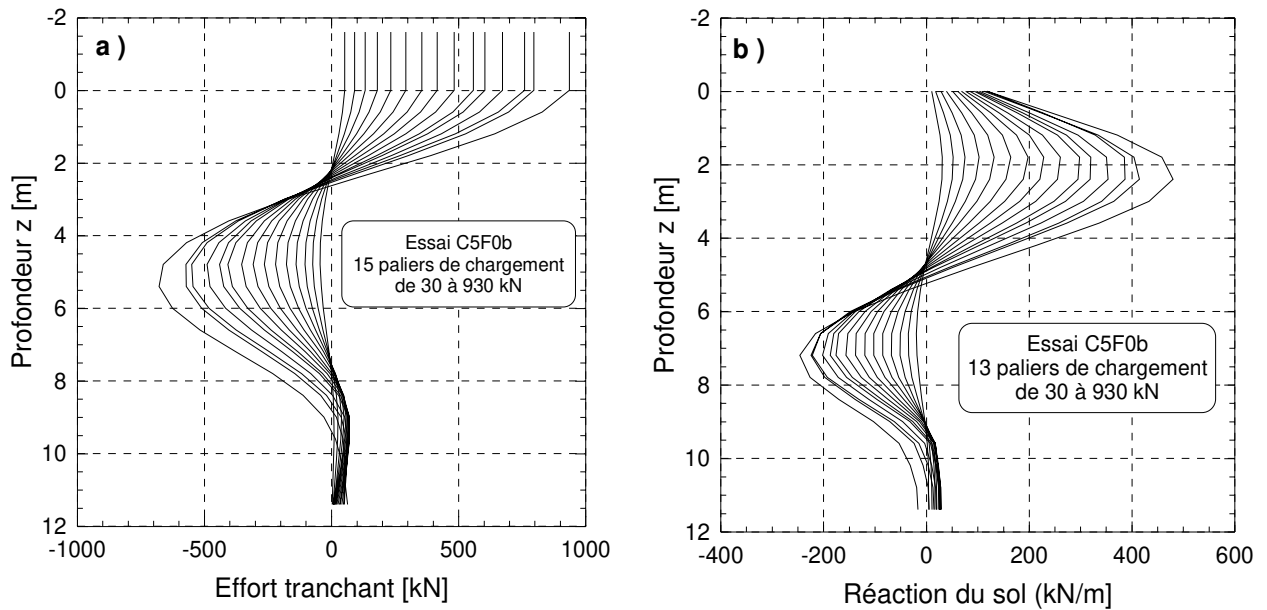 a )
-2
0
2
4
6
8
10
12
-1000 -500 0 500 1000
Profondeur z [m]
Effort tranchant [kN]
Essai C5F0b
15 paliers de chargement
de 30 à 930 kN
b )
-2
0
2
4
6
8
10
12
-400 -200 0 200 400 600
Profondeur z [m]
Réaction du sol (kN/m]
Essai C5F0b
13 paliers de chargement
de 30 à 930 kN